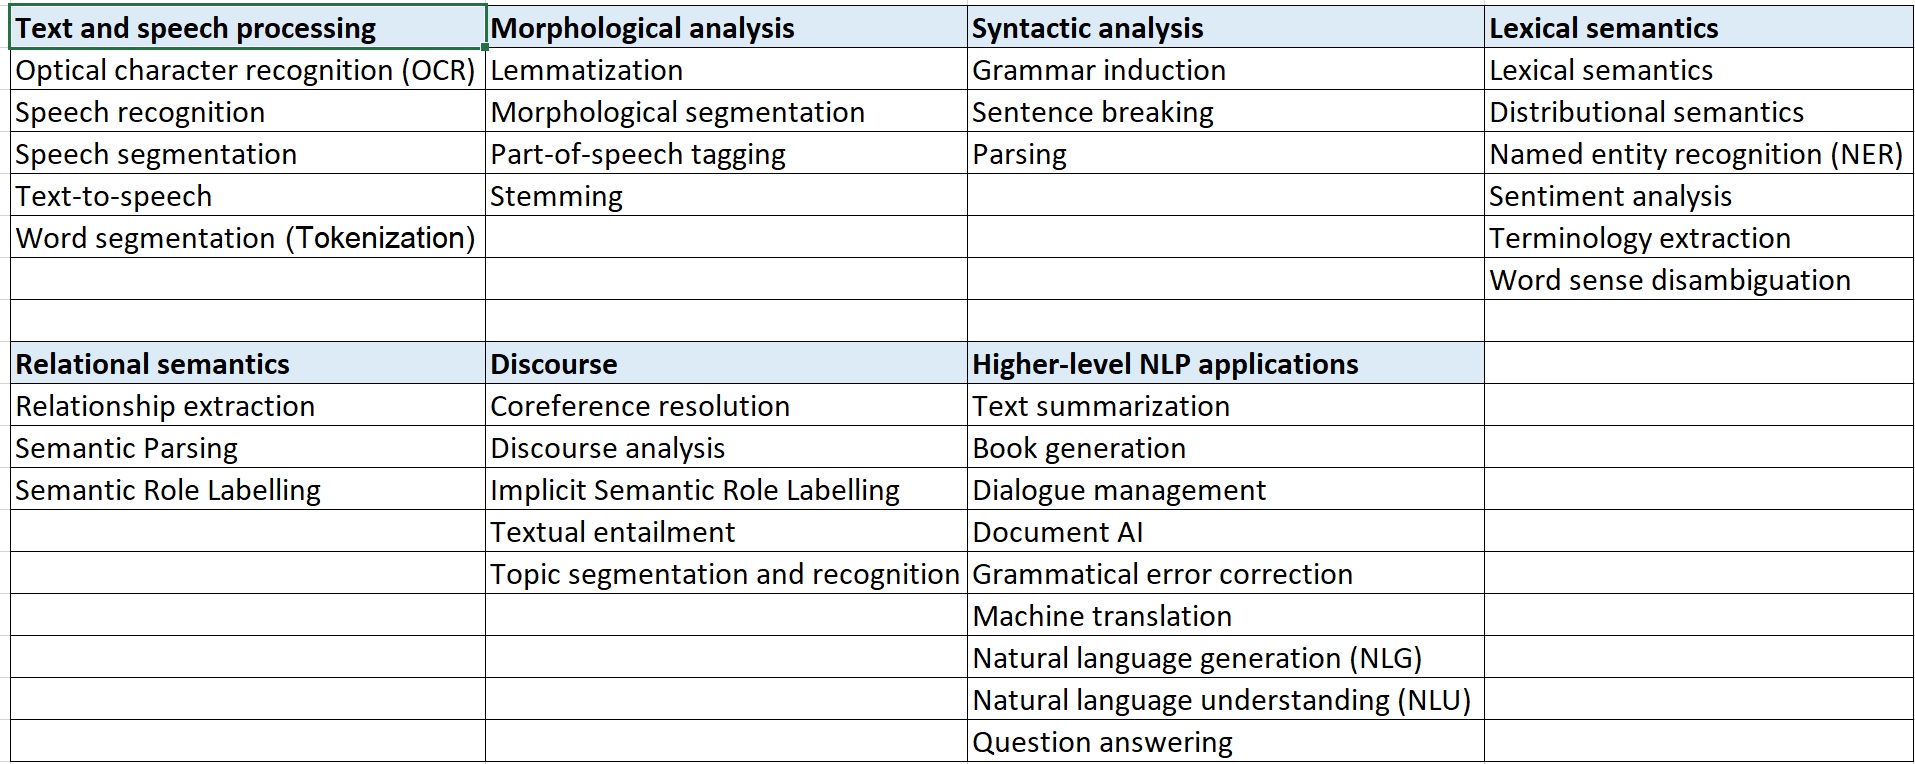 Text and speech processing Morphological analysis Syntactic analysis Lexical semantics
Optical character recognition (OCR) Lemmatization Grammar induction Lexical semantics
Speech recognition Morphological segmentation Sentence breaking Distributional semantics
Speech segmentation Part-of-speech tagging Parsing Named entity recognition (NER)
Text-to-speech Stemming Sentiment analysis
Word segmentation (Tokenization) Terminology extraction
Word sense disambiguation
Relational semantics Discourse Higher-level NLP applications
Relationship extraction Coreference resolution Text summarization
Semantic Parsing Discourse analysis Book generation
Semantic Role Labelling Implicit Semantic Role Labelling Dialogue management
Textual entailment Document AI
Topic segmentation and recognition Grammatical error correction
Machine translation
Natural language generation (NLG)
Natural language understanding (NLU)
Question answering